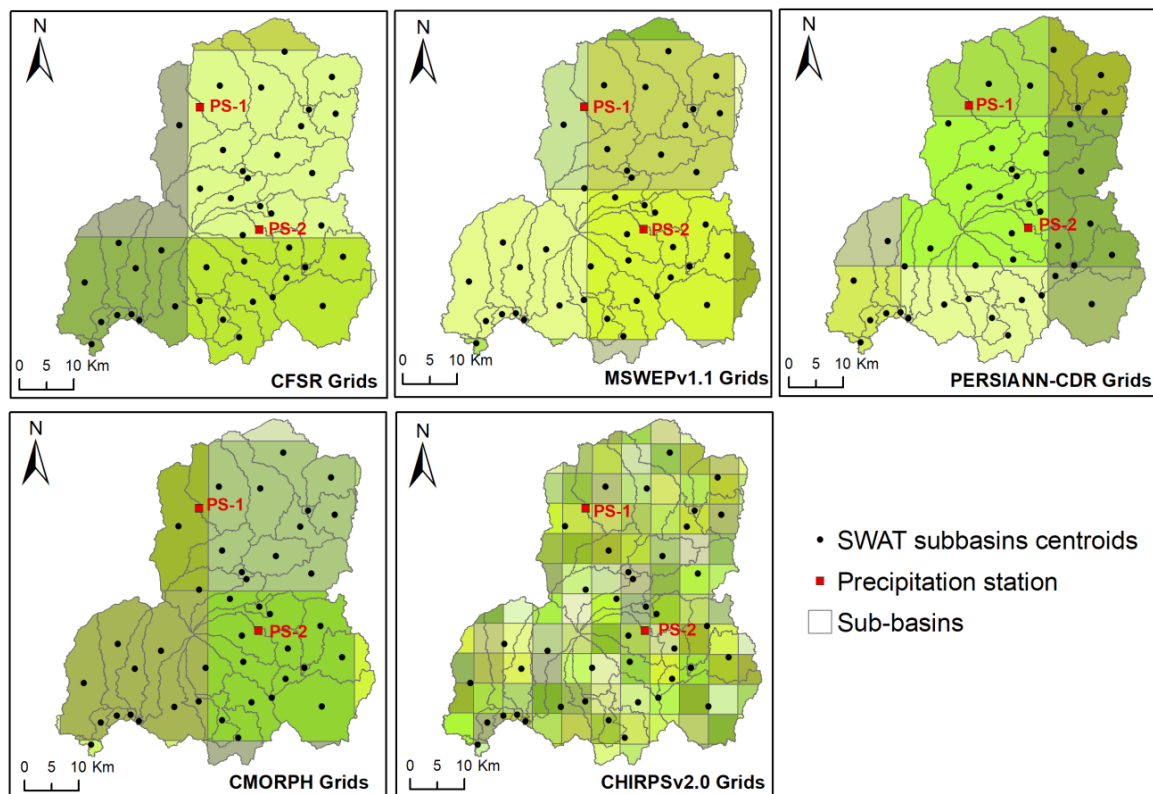 N
PS-1
PS-2
0 5 10 Km
CFSR Grids
N
PS-1
PS-2
0 5 10 Km
MSWEPv1.1 Grids
N
PS-1
PS-2
0 5 10 Km
PERSIANN-CDR Grids
N
PS-1
PS-2
0 5 10 Km
CMORPH Grids
N
PS-1
PS-2
0 5 10 Km
CHIRPSv2.0 Grids
SWAT subbasins centroids
Precipitation station
Sub-basins